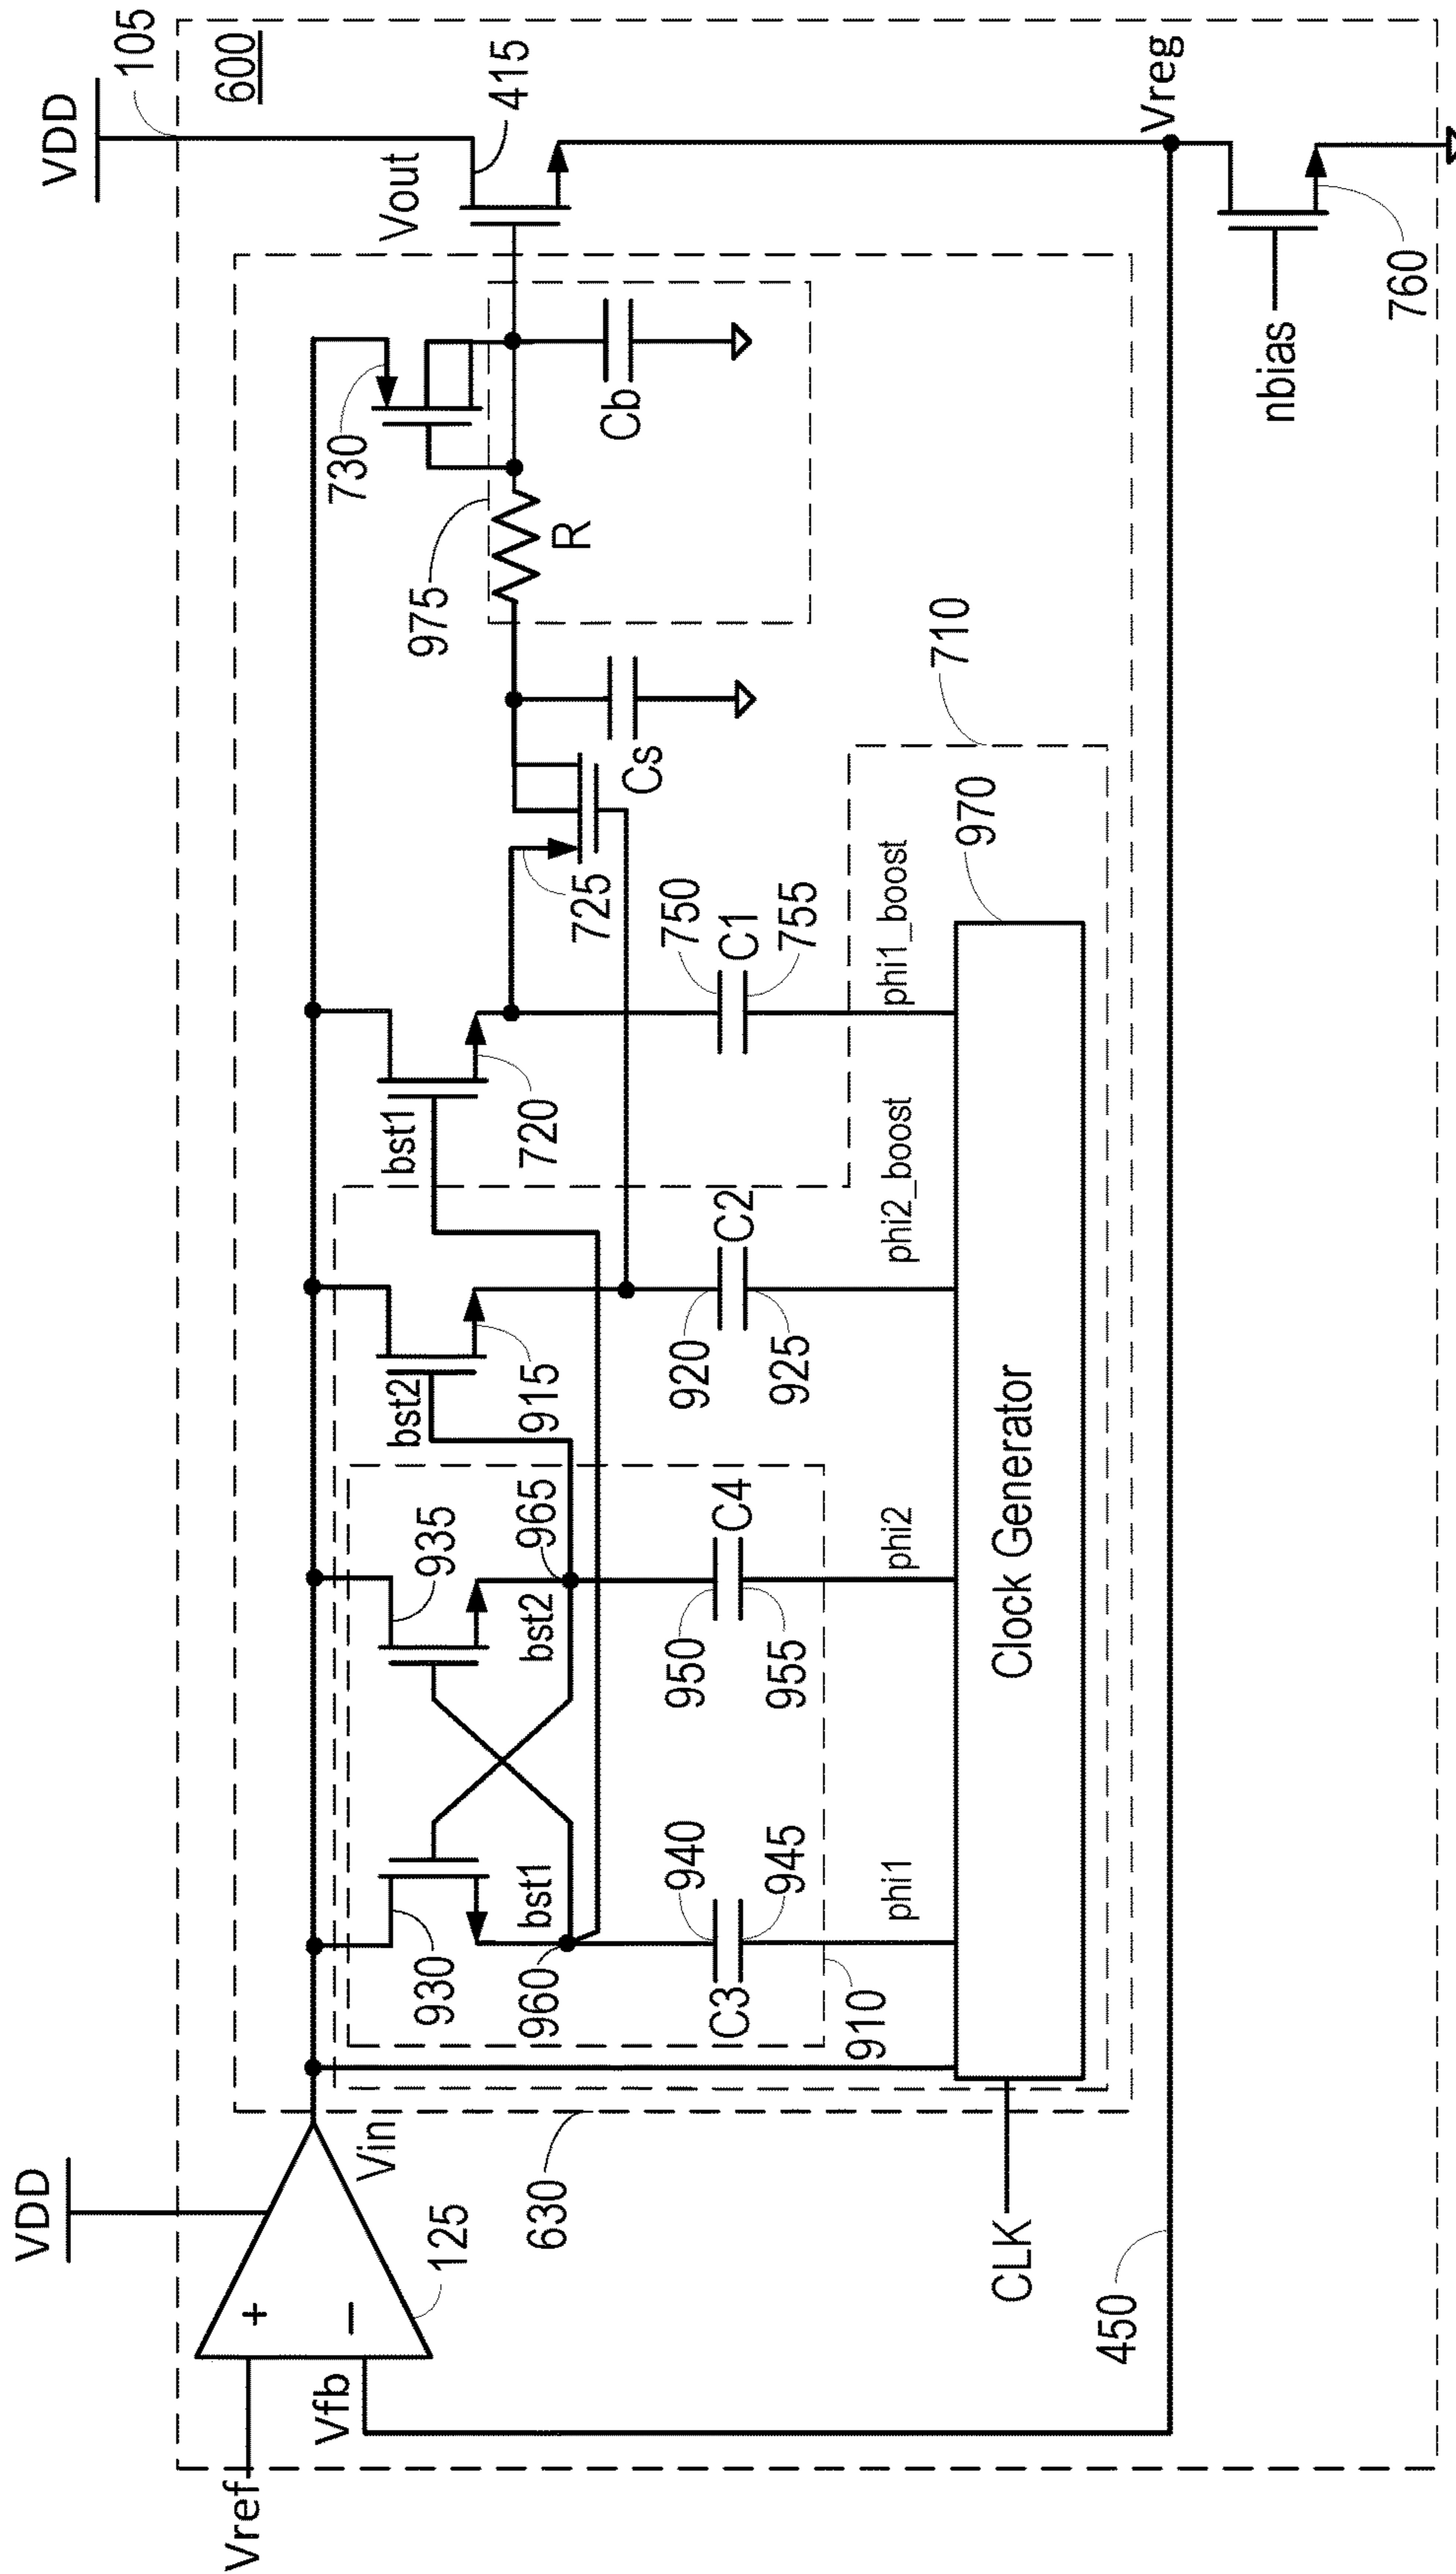 VDD
VDD
105
600
Vref
+
−
Vfb
125
Vin
Vout
415
730
975
R
Cb
bst1
720
bst2
915
935
930
bst1
960
bst2
965
725
Cs
750
C1
755
710
920
C2
925
950
C4
955
940
C3
945
910
630
phi1
phi2
phi2_boost
phi1_boost
970
Clock Generator
CLK
450
Vreg
nbias
760